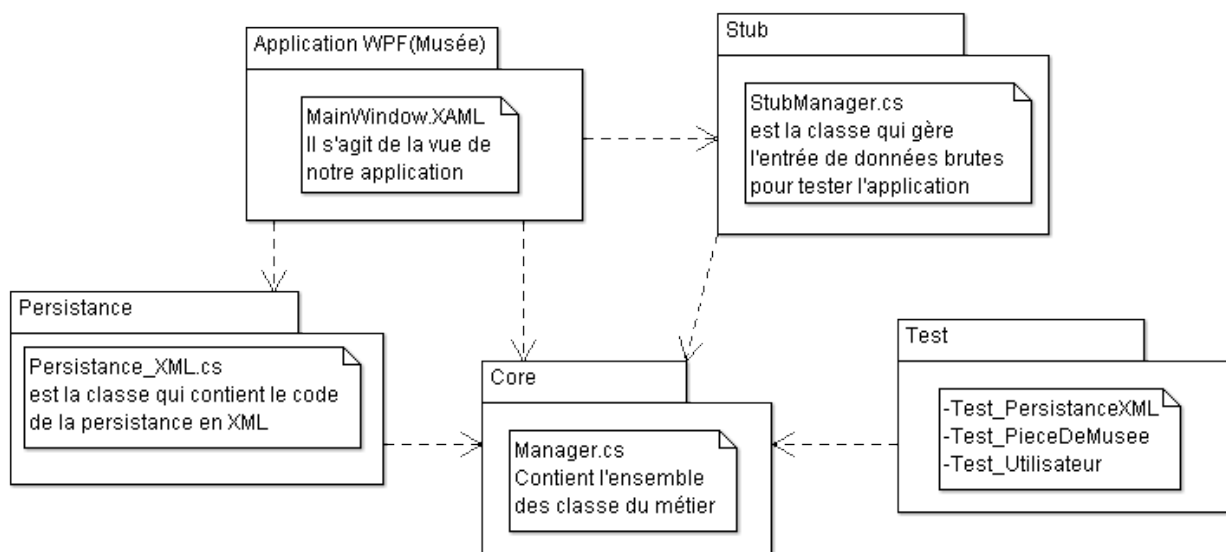 Application WPF(Musée)
MainWindow.XAML
Il s'agit de la vue de
notre application
Stub
StubManager.cs
est la classe qui gère
l'entrée de données brutes
pour tester l'application
Persistance
Persistance_XML.cs
est la classe qui contient le code
de la persistance en XML
Core
Manager.cs
Contient l'ensemble
des classe du métier
Test
-Test_PersistanceXML
-Test_PieceDeMusee
-Test_Utilisateur